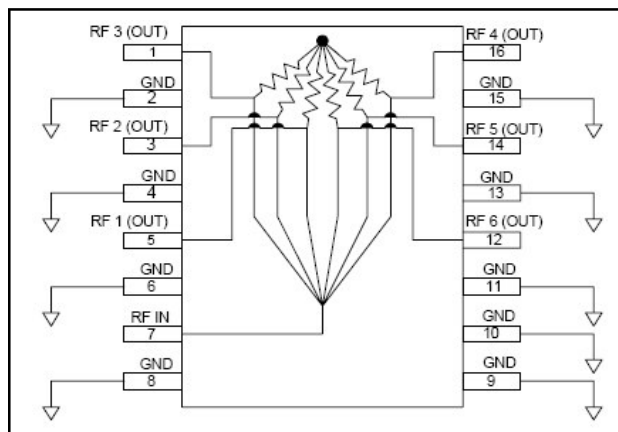 RF 3 (OUT)
1
GND
2
RF 2 (OUT)
3
GND
4
RF 1 (OUT)
5
GND
6
RF IN
7
GND
8
RF 4 (OUT)
16
GND
15
RF 5 (OUT)
14
GND
13
RF 6 (OUT)
12
GND
11
GND
10
GND
9